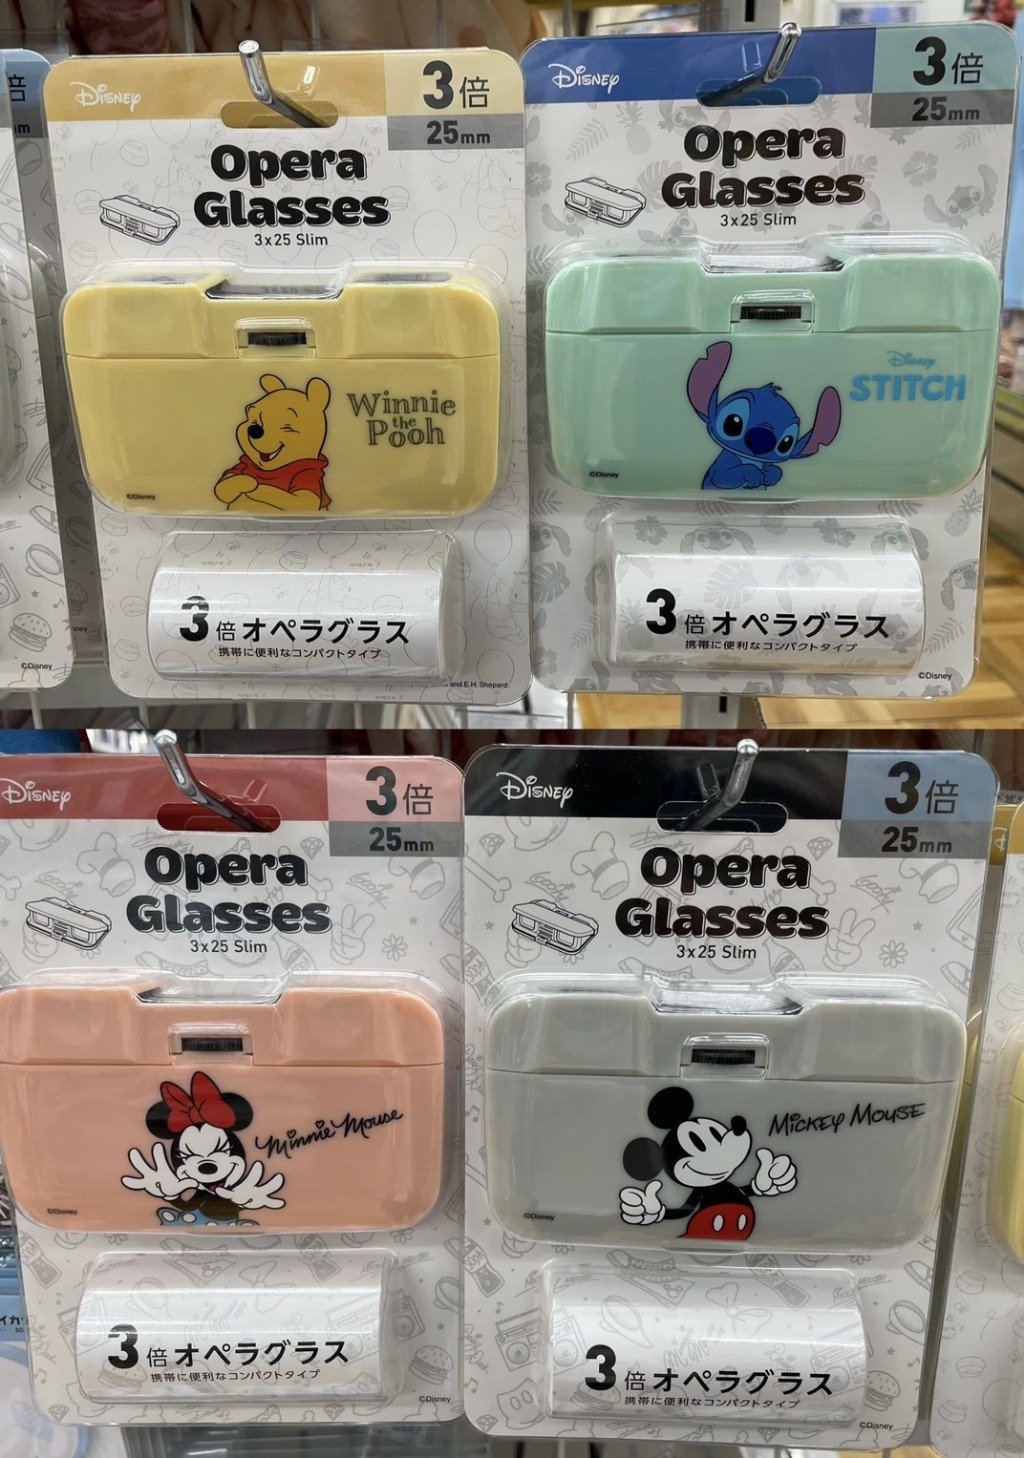 倍
Disney
3倍
25mm
Opera
Glasses
3x25 Slim
Winnie
the
Pooh
©Disney
3倍オペラグラス
携帯に便利なコンパクトタイプ
and E.H. Shepard.
©Disney
Disney
3倍
25mm
Opera
Glasses
3x25 Slim
Disney
STITCH
©Disney
3倍オペラグラス
携帯に便利なコンパクトタイプ
©Disney
Disney
3倍
25mm
Opera
Glasses
3x25 Slim
Minnie Mouse
©Disney
3倍オペラグラス
携帯に便利なコンパクトタイプ
©Disney
Disney
3倍
25mm
Opera
Glasses
3x25 Slim
Mickey Mouse
©Disney
3倍オペラグラス
携帯に便利なコンパクトタイプ
©Disney